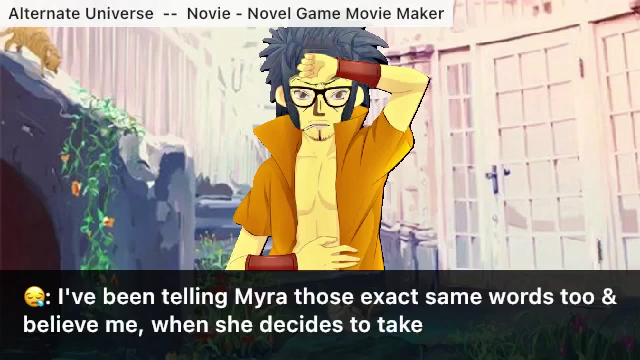 Alternate Universe  --  Novie - Novel Game Movie Maker
😪: I've been telling Myra those exact same words too &
believe me, when she decides to take